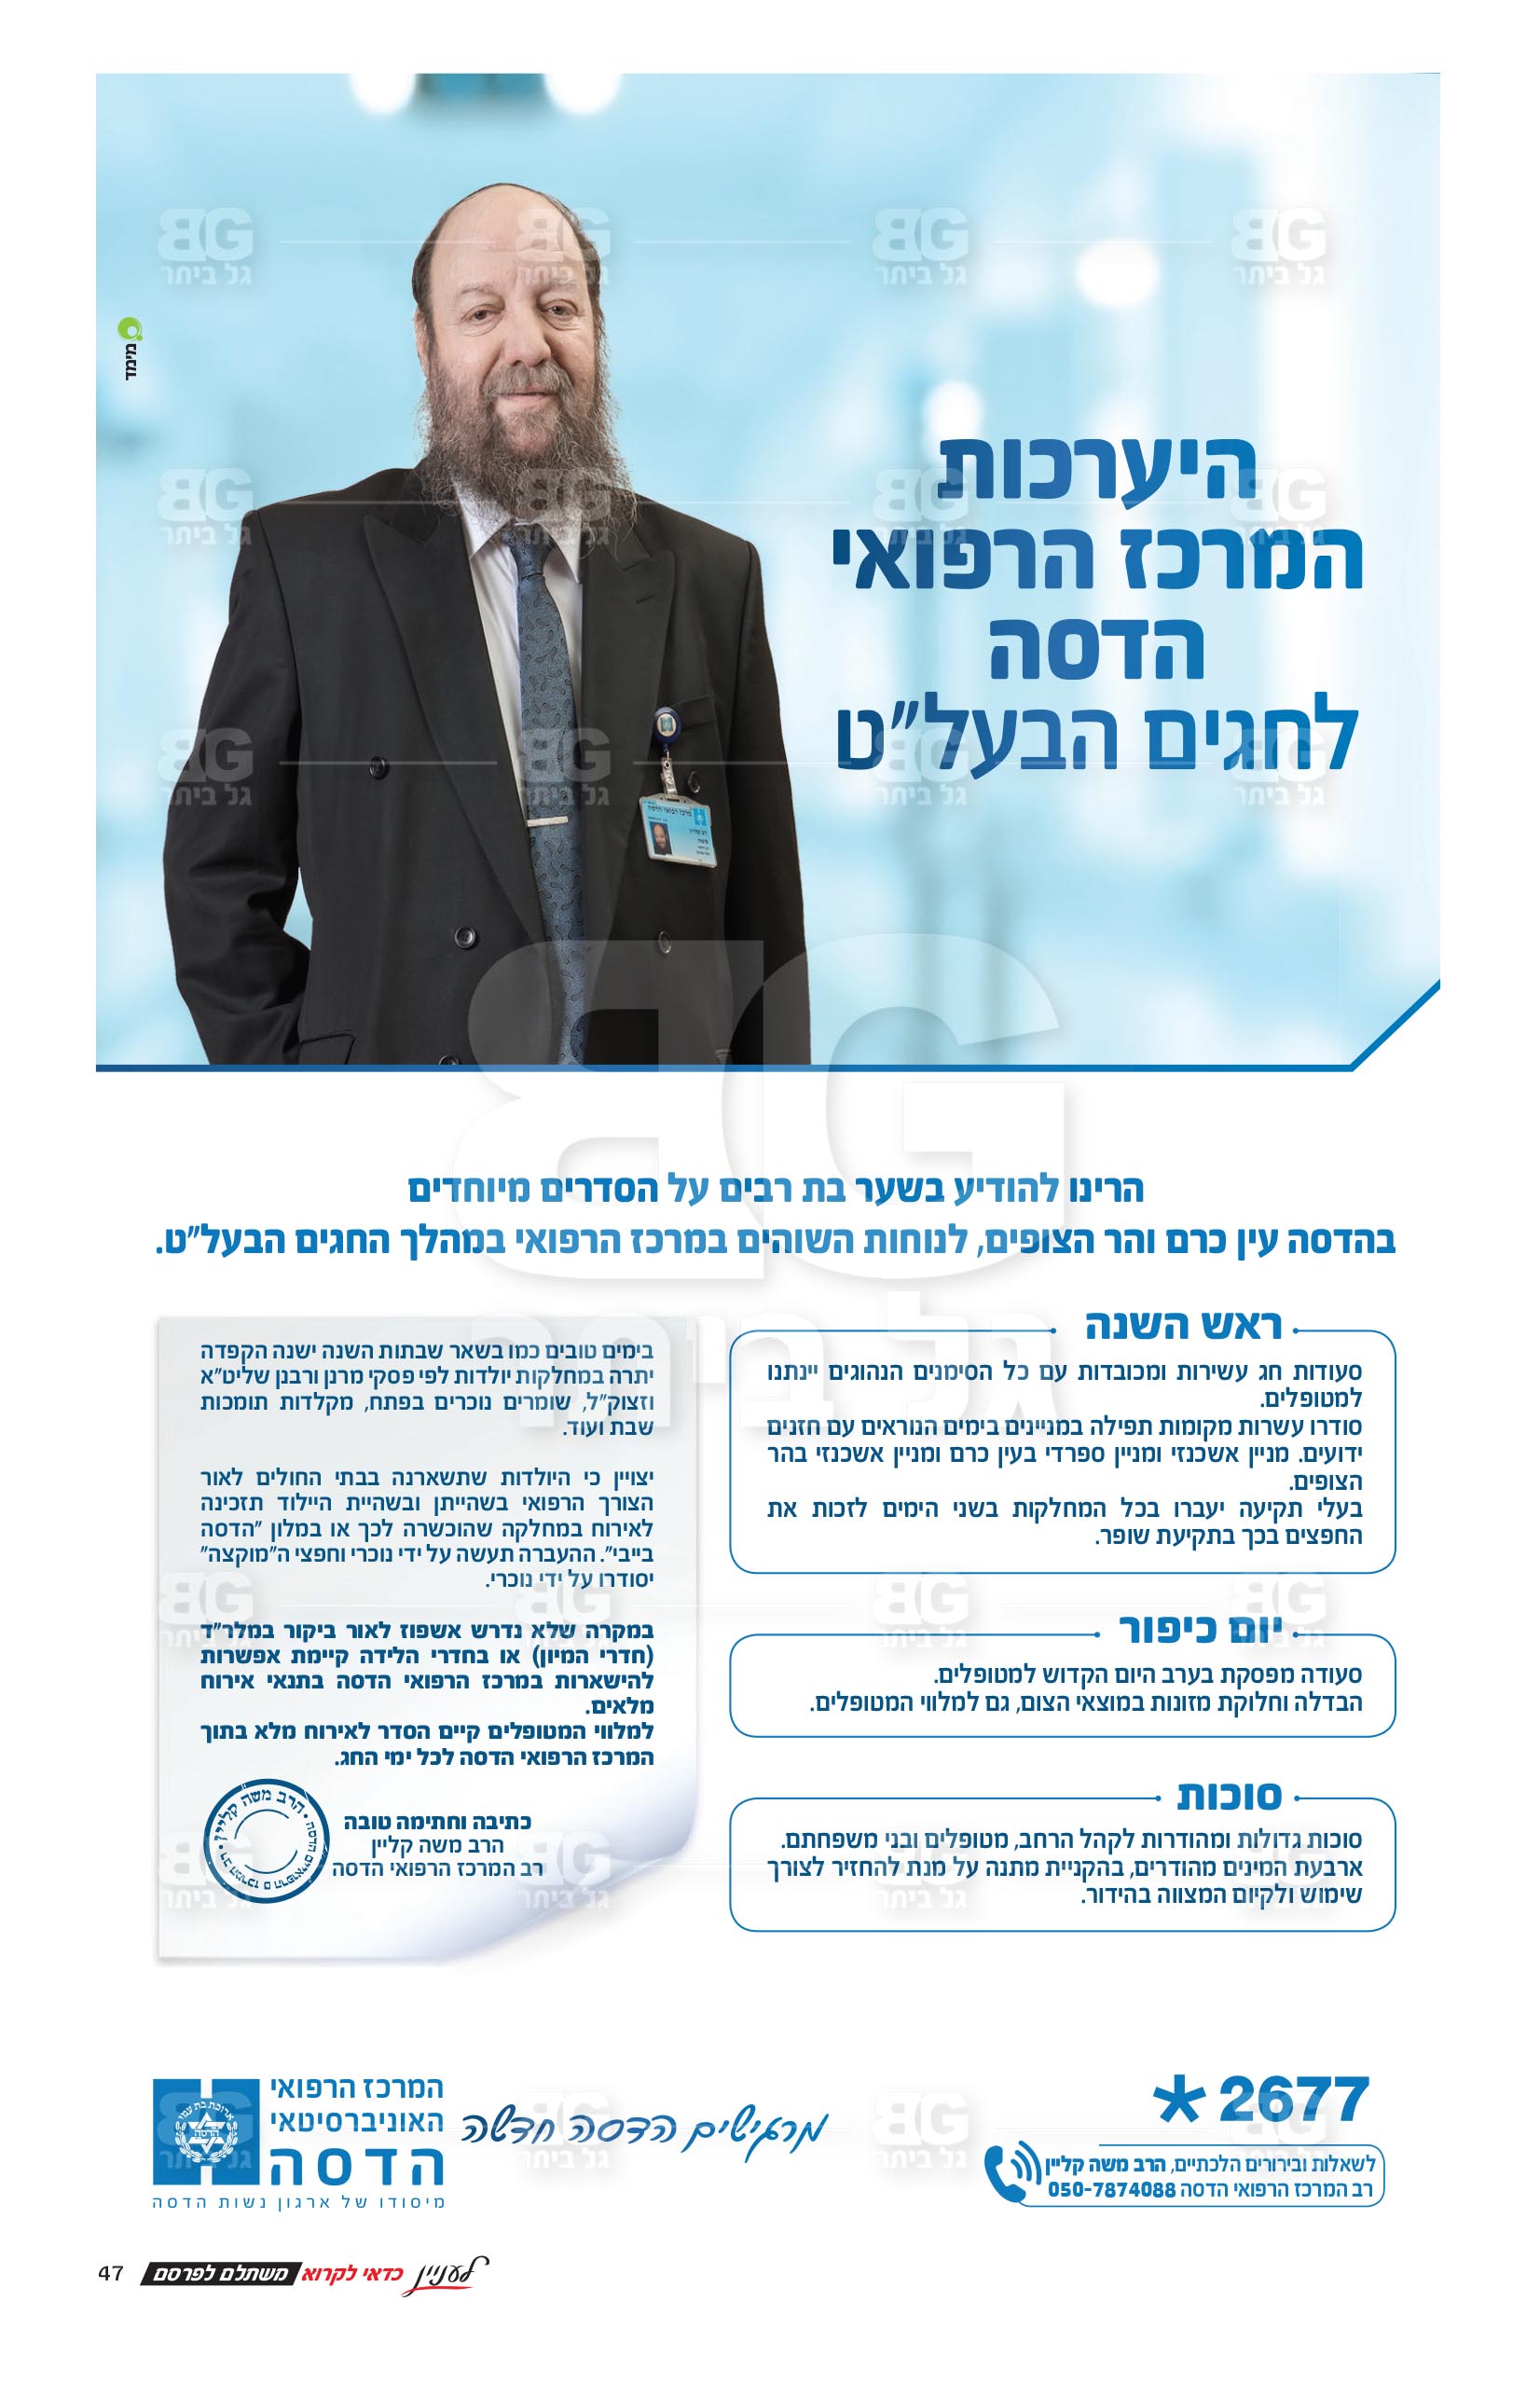 היערכות
המרכז הרפואי
הדסה
לחגים הבעל"ט
מימד
הרינו להודיע בשער בת רבים על הסדרים מיוחדים
בהדסה עין כרם והר הצופים, לנוחות השוהים במרכז הרפואי במהלך החגים הבעל"ט.
ראש השנה
סעודות חג עשירות ומכובדות עם כל הסימנים הנהוגים יינתנו
למטופלים.
סודרו עשרות מקומות תפילה במניינים בימים הנוראים עם חזנים
ידועים. מניין אשכנזי ומניין ספרדי בעין כרם ומניין אשכנזי בהר
הצופים.
בעלי תקיעה יעברו בכל המחלקות בשני הימים לזכות את
החפצים בכך בתקיעת שופר.
יום כיפור
סעודה מפסקת בערב היום הקדוש למטופלים.
הבדלה וחלוקת מזונות במוצאי הצום, גם למלווי המטופלים.
סוכות
סוכות גדולות ומהודרות לקהל הרחב, מטופלים ובני משפחתם.
ארבעת המינים מהודרים, בהקניית מתנה על מנת להחזיר לצורך
שימוש ולקיום המצווה בהידור.
בימים טובים כמו בשאר שבתות השנה ישנה הקפדה
יתרה במחלקות יולדות לפי פסקי מרנן ורבנן שליט"א
וזצוק"ל, שומרים נוכרים בפתח, מקלדות תומכות
שבת ועוד.
יצויין כי היולדות שתשארנה בבתי החולים לאור
הצורך הרפואי בשהייתן ובשהיית היילוד תזכינה
לאירוח במחלקה שהוכשרה לכך או במלון "הדסה
בייבי". ההעברה תעשה על ידי נוכרי וחפצי ה"מוקצה"
יסודרו על ידי נוכרי.
במקרה שלא נדרש אשפוז לאור ביקור במלר"ד
(חדרי המיון) או בחדרי הלידה קיימת אפשרות
להישארות במרכז הרפואי הדסה בתנאי אירוח
מלאים.
למלווי המטופלים קיים הסדר לאירוח מלא בתוך
המרכז הרפואי הדסה לכל ימי החג.
כתיבה וחתימה טובה
הרב משה קליין
רב המרכז הרפואי הדסה
הרב משה קליין
*2677
לשאלות ובירורים הלכתיים, הרב משה קליין
רב המרכז הרפואי הדסה 050-7874088
מרגישים הדסה חדשה
המרכז הרפואי
האוניברסיטאי
הדסה
מיסודו של ארגון נשות הדסה
ארוכת בת עמי
הדסה
לעניין כדאי לקרוא משתלם לפרסם 47
BG
גל ביתר